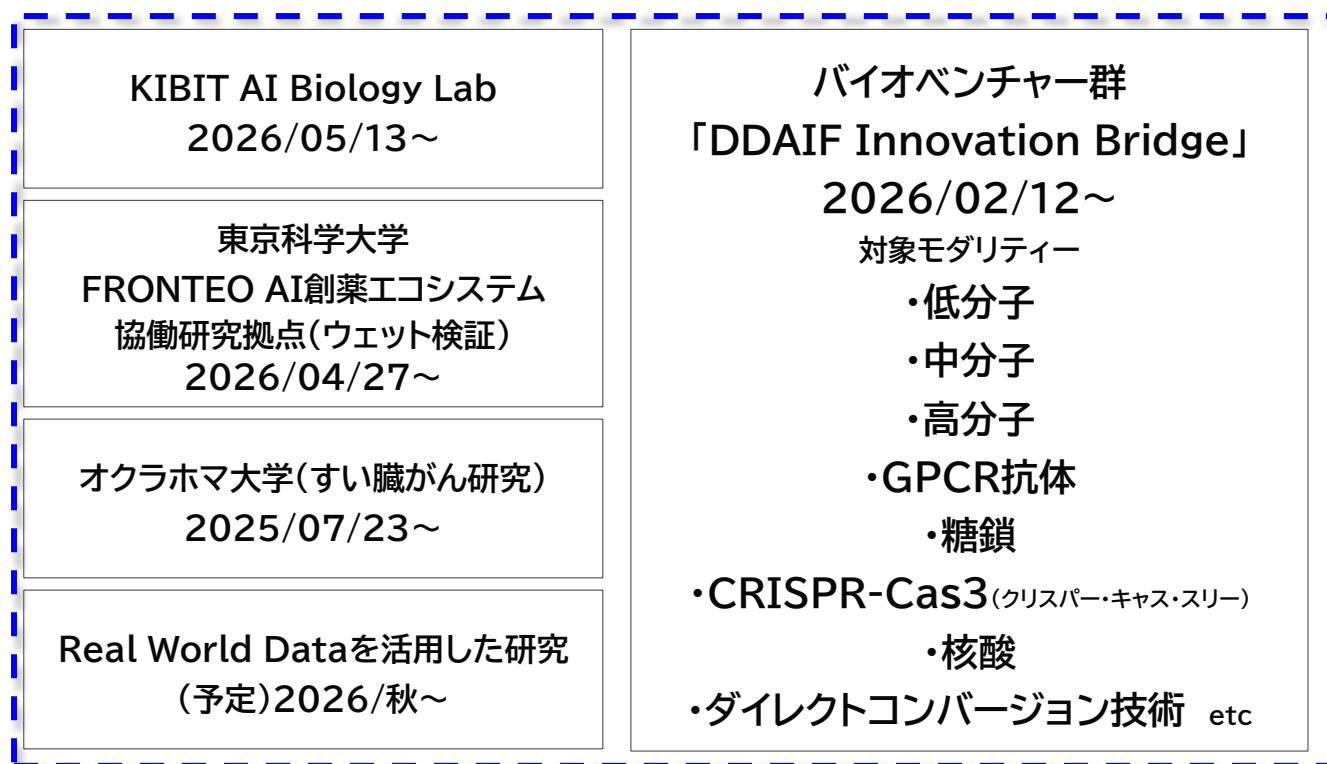 KIBIT AI Biology Lab
2026/05/13～
東京科学大学
FRONTEO AI創薬エコシステム
協働研究拠点（ウェット検証）
2026/04/27～
オクラホマ大学（すい臓がん研究）
2025/07/23～
Real World Dataを活用した研究
（予定）2026/秋～
バイオベンチャー群
「DDAIF Innovation Bridge」
2026/02/12～
対象モダリティー
・低分子
・中分子
・高分子
・GPCR抗体
・糖鎖
・CRISPR-Cas3（クリスパー・キャス・スリー）
・核酸
・ダイレクトコンバージョン技術 etc